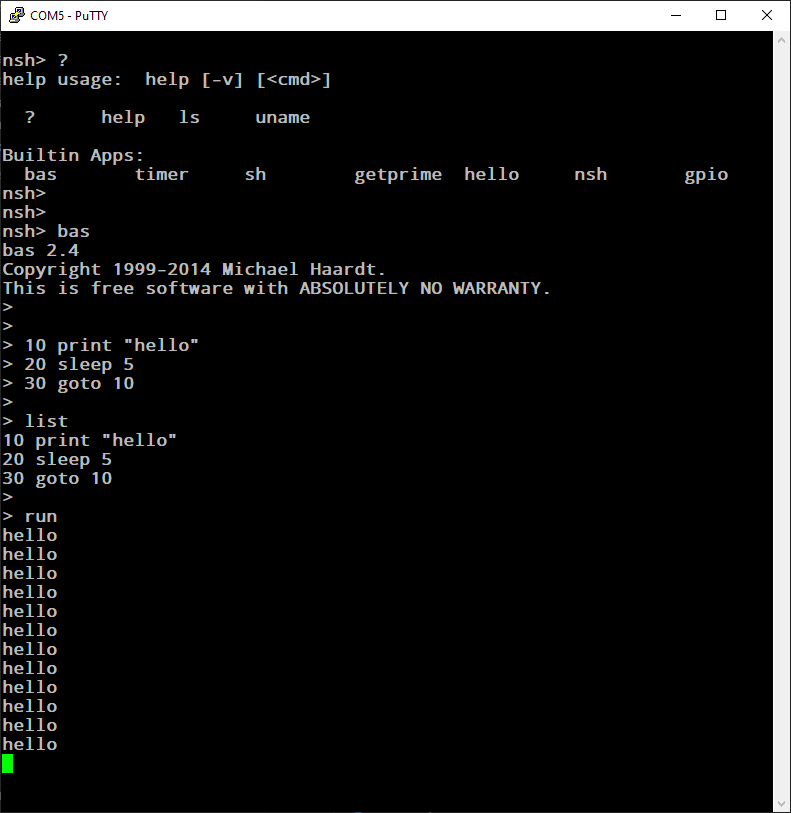 COM5 - PuTTY
nsh> ?
help usage:  help [-v] [<cmd>]
  ?      help   ls     uname
Builtin Apps:
  bas       timer     sh        getprime  hello     nsh       gpio
nsh>
nsh>
nsh> bas
bas 2.4
Copyright 1999-2014 Michael Haardt.
This is free software with ABSOLUTELY NO WARRANTY.
>
>
> 10 print "hello"
> 20 sleep 5
> 30 goto 10
>
> list
10 print "hello"
20 sleep 5
30 goto 10
>
> run
hello
hello
hello
hello
hello
hello
hello
hello
hello
hello
hello
hello